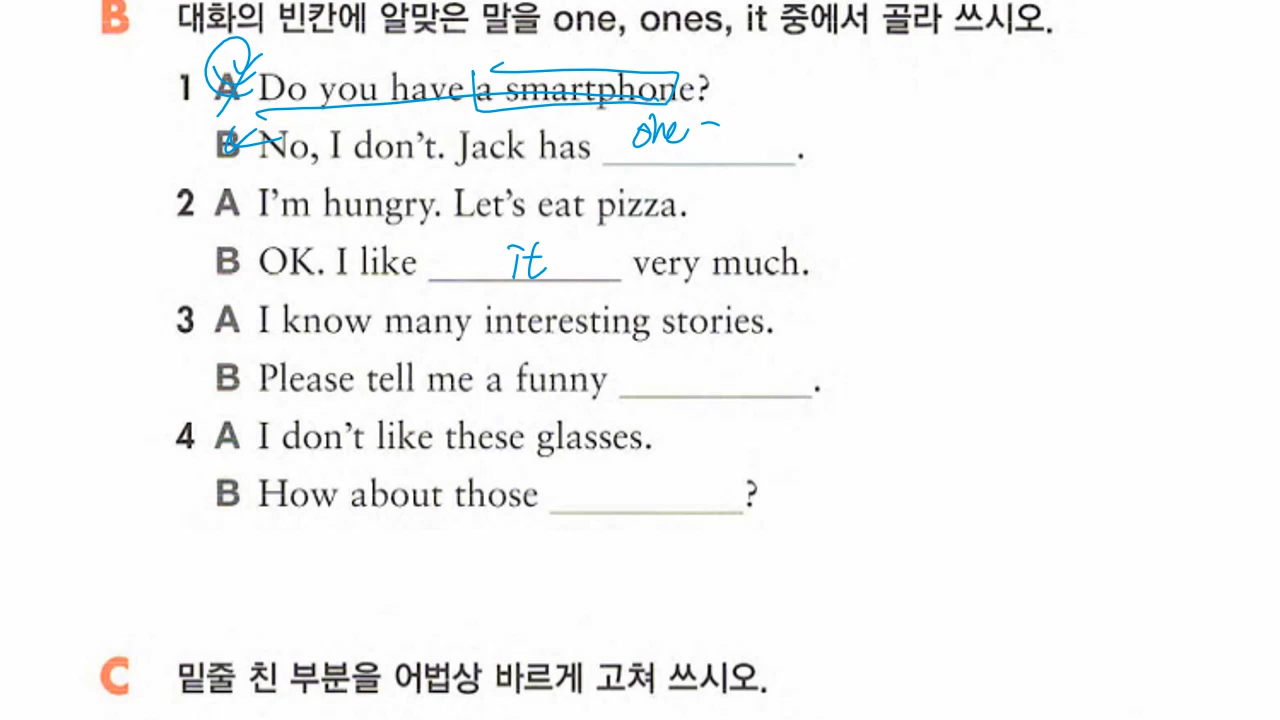 B 대화의 빈칸에 알맞은 말을 one, ones, it 중에서 골라 쓰시오.
1 A Do you have a smartphone?
B No, I don't. Jack has one.
2 A I'm hungry. Let's eat pizza.
B OK. I like it very much.
3 A I know many interesting stories.
B Please tell me a funny ________.
4 A I don't like these glasses.
B How about those ________?
C 밑줄 친 부분을 어법상 바르게 고쳐 쓰시오.